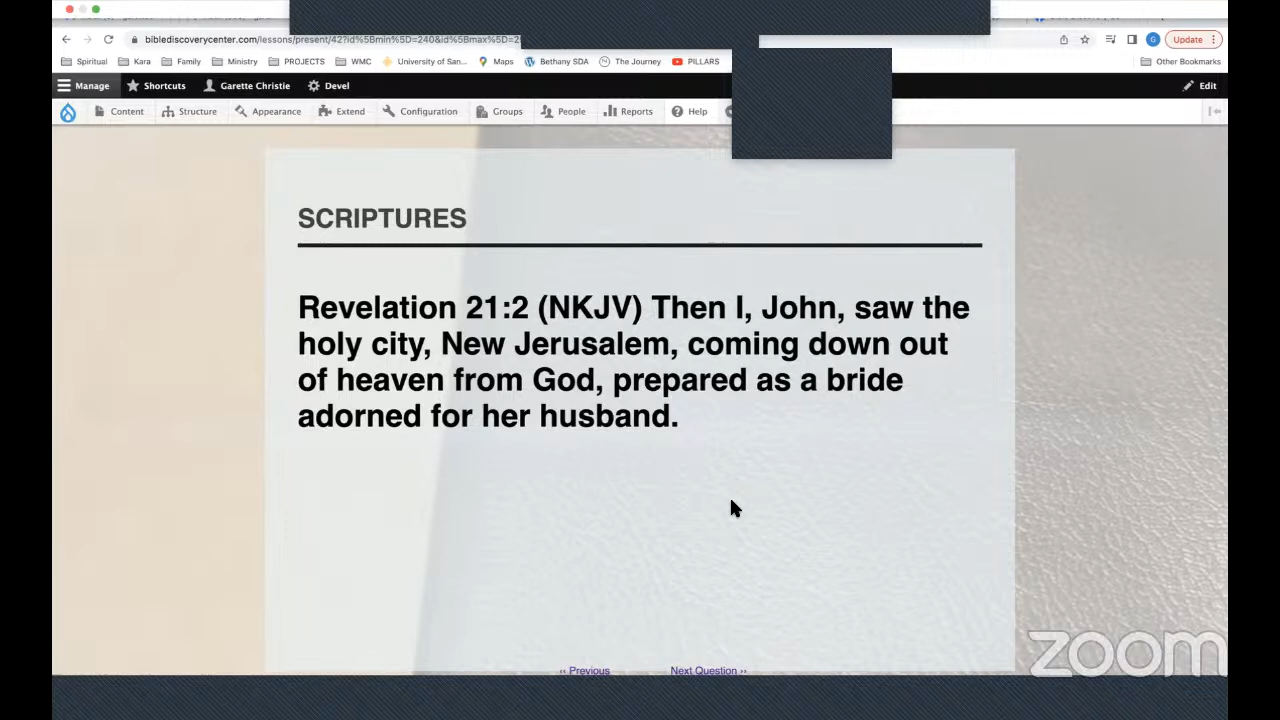 biblediscoverycenter.com/lessons/present/42?id%5Bmin%5D=240&id%5Bmax%5D=2
G
Update
Spiritual Kara Family Ministry PROJECTS WMC University of San... Maps Bethany SDA The Journey PILLARS Other Bookmarks
Manage Shortcuts Garette Christie Devel Edit
Content Structure Appearance Extend Configuration Groups People Reports Help
SCRIPTURES
Revelation 21:2 (NKJV) Then I, John, saw the
holy city, New Jerusalem, coming down out
of heaven from God, prepared as a bride
adorned for her husband.
‹‹ Previous Next Question ››
zoom